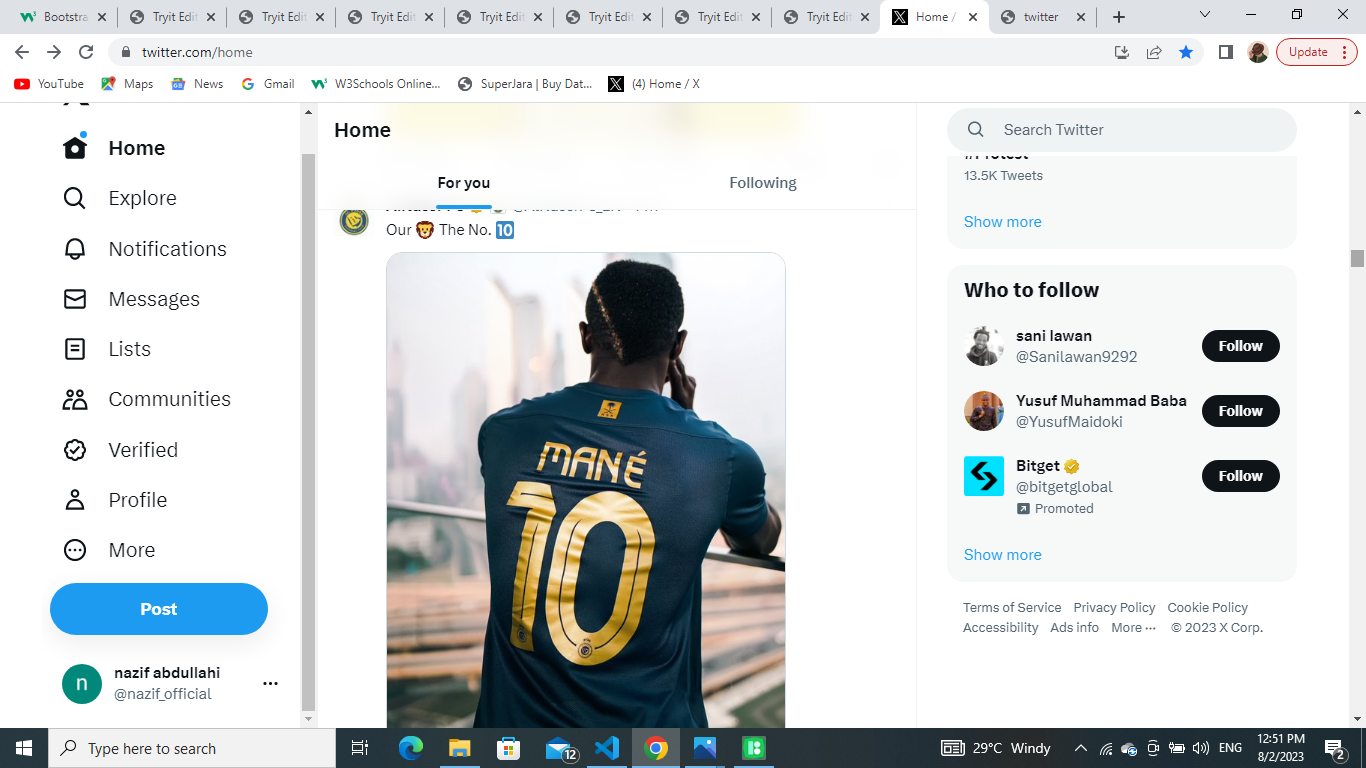 Bootstra
Tryit Edit
Tryit Edit
Tryit Edit
Tryit Edit
Tryit Edit
Tryit Edit
Tryit Edit
Home /
twitter
twitter.com/home
Update
YouTube
Maps
News
Gmail
W3Schools Online...
SuperJara | Buy Dat...
(4) Home / X
Home
Explore
Notifications
Messages
Lists
Communities
Verified
Profile
More
Post
nazif abdullahi
@nazif_official
Home
For you
Following
Our 🦁 The No. 🔟
MANÉ
10
Search Twitter
#Protest
13.5K Tweets
Show more
Who to follow
sani lawan
@Sanilawan9292
Follow
Yusuf Muhammad Baba
@YusufMaidoki
Follow
Bitget
@bitgetglobal
Promoted
Follow
Show more
Terms of Service Privacy Policy Cookie Policy
Accessibility Ads info More ··· © 2023 X Corp.
Type here to search
12
29°C Windy
ENG
12:51 PM
8/2/2023
2